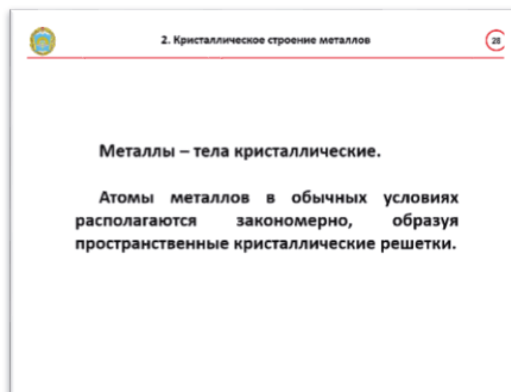 2. Кристаллическое строение металлов
28
Металлы – тела кристаллические.
Атомы металлов в обычных условиях
располагаются закономерно, образуя
пространственные кристаллические решетки.